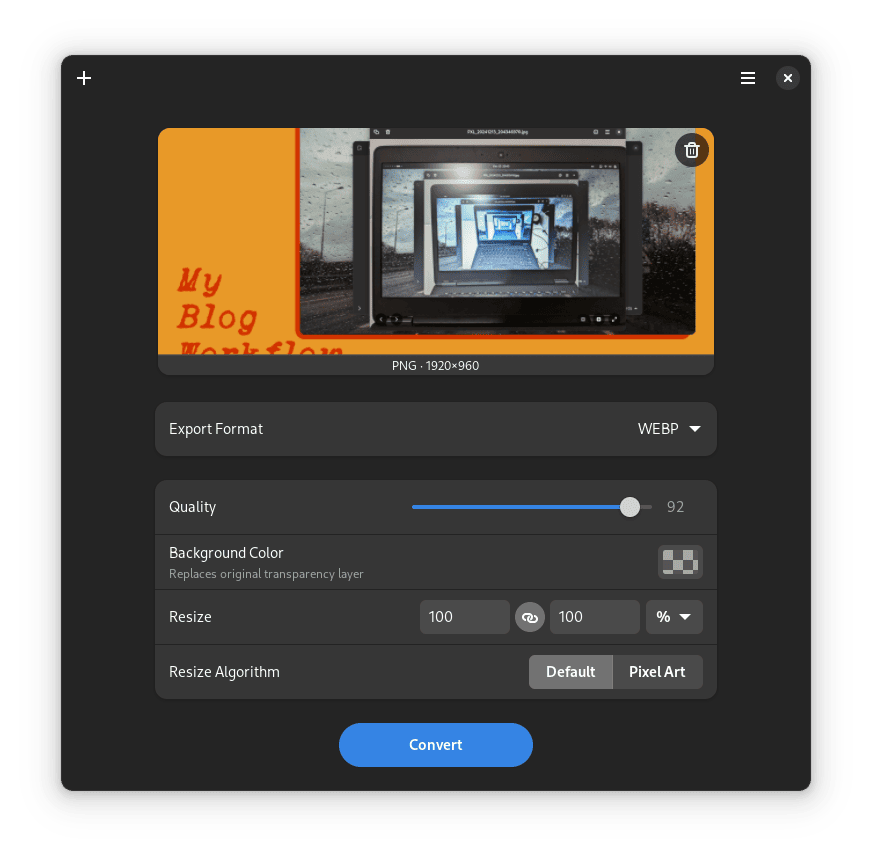 My
Blog
Workflow
PNG · 1920×960
Export Format
WEBP
Quality
92
Background Color
Replaces original transparency layer
Resize
100
100
%
Resize Algorithm
Default
Pixel Art
Convert